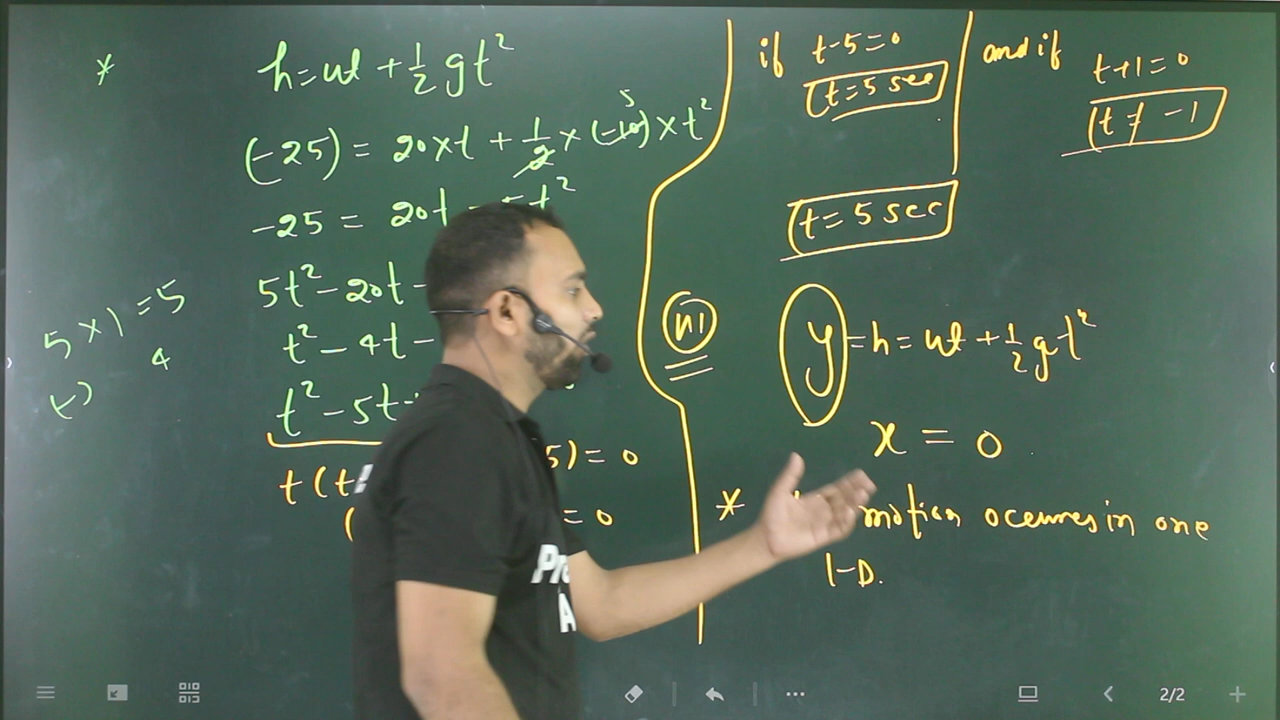 *
h=ut + 1/2 gt²
(-25) = 20×t + 1/2 × (-10) × t²
5
-25 = 20t - 5t²
5t² - 20t -
t² - 4t -
t² - 5t
t(t
5) = 0
= 0
5×1=5
4
if t-5=0
t=5 sec
and if t+1=0
t ≠ -1
t=5 sec
n1
y = h = ut + 1/2 gt²
x = 0
* motion occures in one
1-D.
Pr
A
2/2